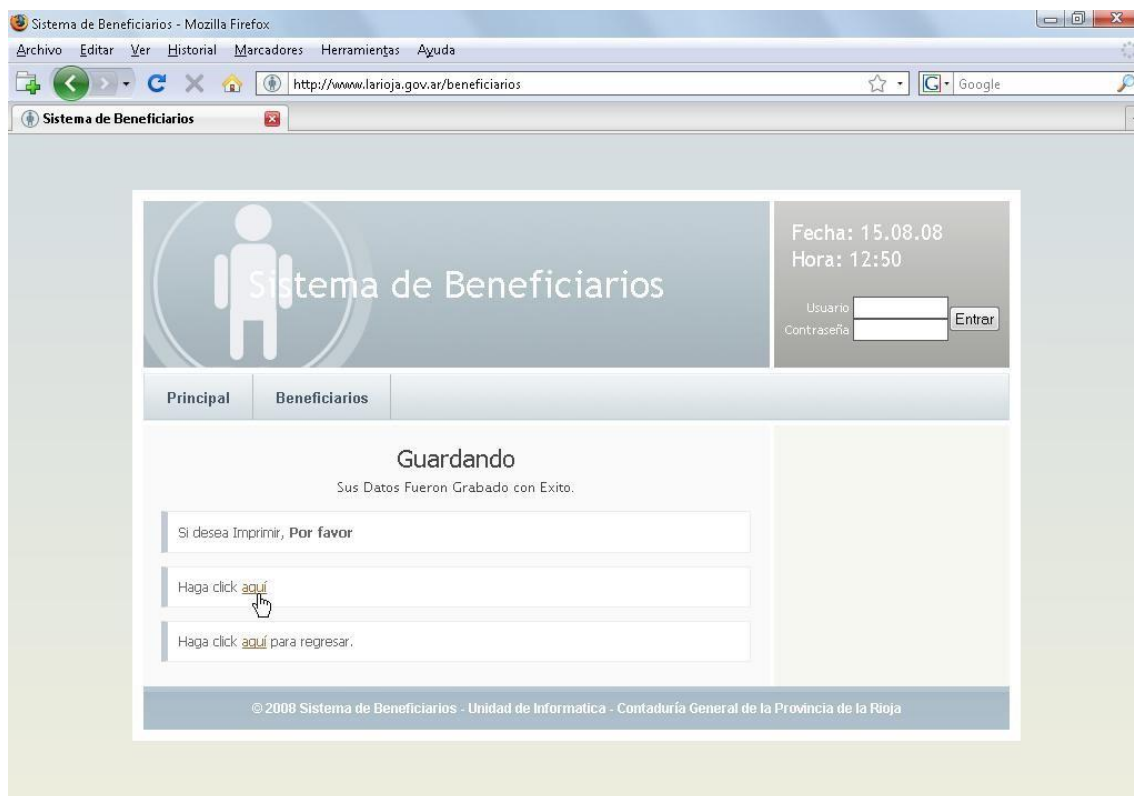 Sistema de Beneficiarios - Mozilla Firefox
Archivo Editar Ver Historial Marcadores Herramientas Ayuda
http://www.larioja.gov.ar/beneficiarios
G Google
Sistema de Beneficiarios
Sistema de Beneficiarios
Fecha: 15.08.08
Hora: 12:50
Usuario
Contraseña
Entrar
Principal Beneficiarios
Guardando
Sus Datos Fueron Grabado con Exito.
Si desea Imprimir, Por favor
Haga click aquí
Haga click aquí para regresar.
© 2008 Sistema de Beneficiarios - Unidad de Informatica - Contaduría General de la Provincia de la Rioja